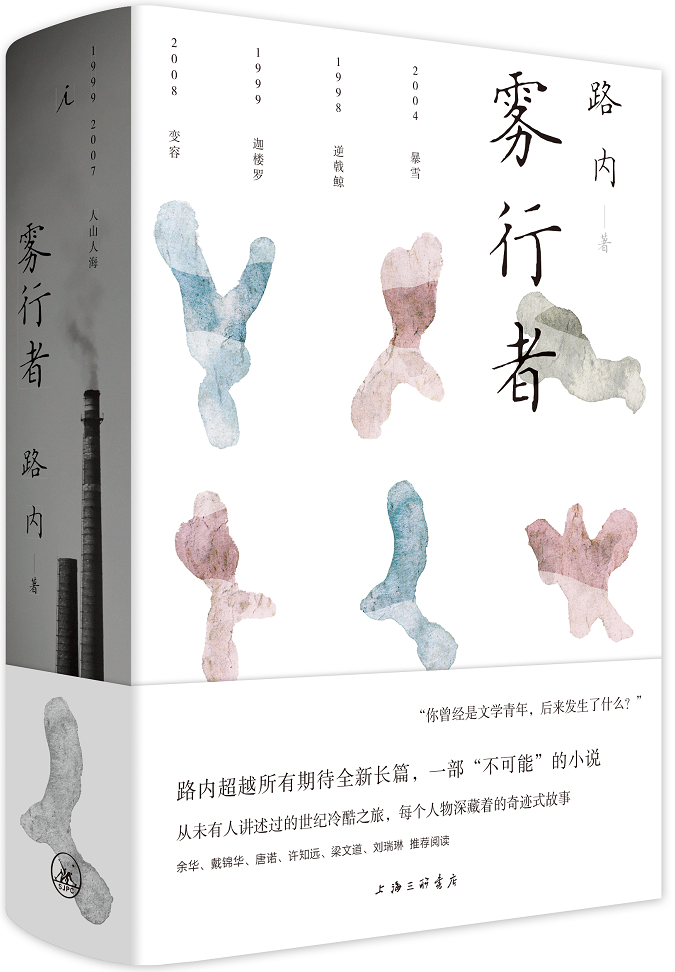 路内
著
雾行者
2004 暴雪
1998 逆戟鲸
1999 迦楼罗
2008 变容
1999 2007 人山人海
雾行者
路内
著
SJPC
“你曾经是文学青年，后来发生了什么？”
路内超越所有期待全新长篇，一部“不可能”的小说
从未有人讲述过的世纪冷酷之旅，每个人物深藏着的奇迹式故事
余华、戴锦华、唐诺、许知远、梁文道、刘瑞琳 推荐阅读
上海三联书店